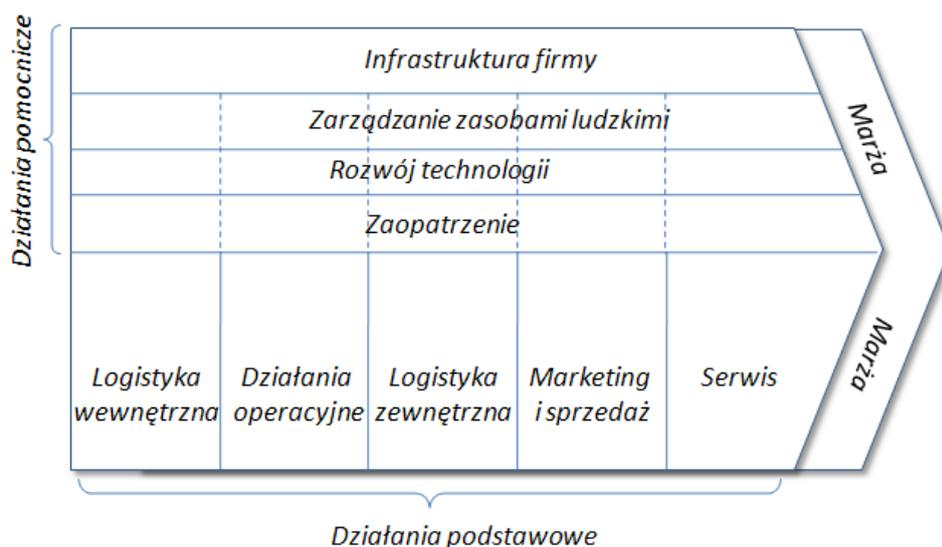 Działania pomocnicze
Infrastruktura firmy
Zarządzanie zasobami ludzkimi
Rozwój technologii
Zaopatrzenie
Marża
Marża
Logistyka
wewnętrzna
Działania
operacyjne
Logistyka
zewnętrzna
Marketing
i sprzedaż
Serwis
Działania podstawowe